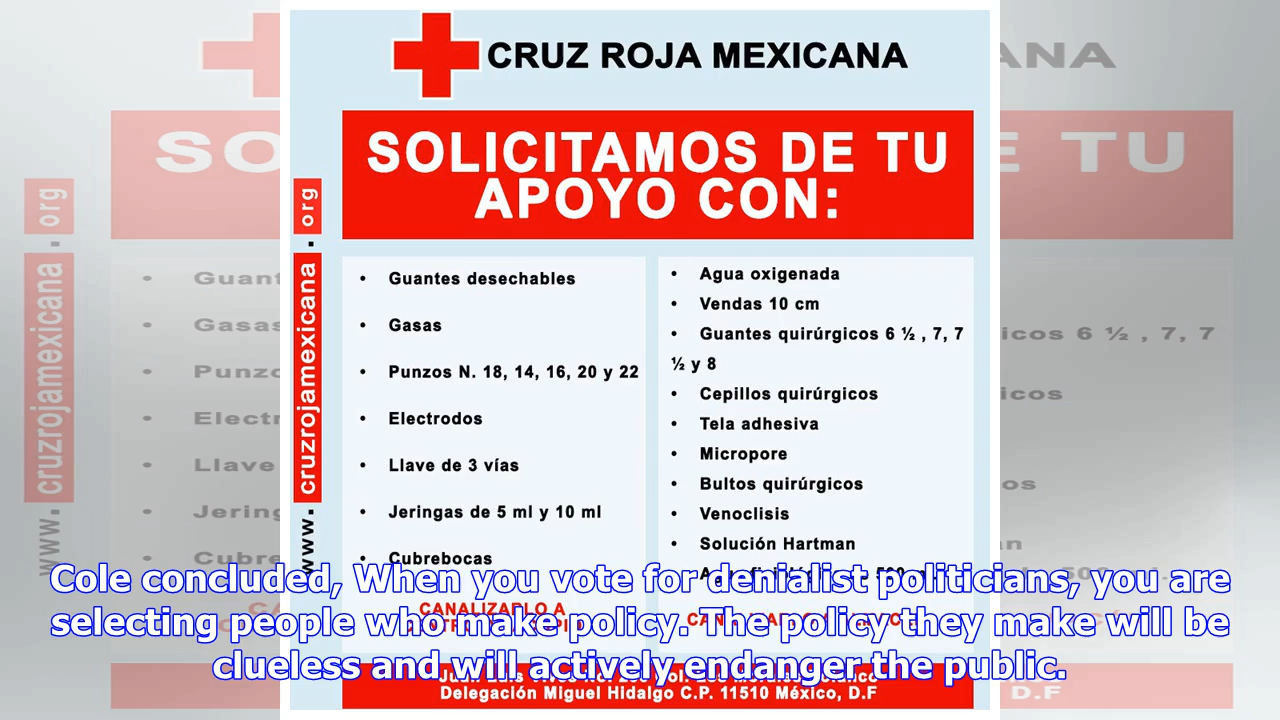 CRUZ ROJA MEXICANA
SOLICITAMOS DE TU
APOYO CON:
www.cruzrojamexicana.org
• Guantes desechables
• Gasas
• Punzos N. 18, 14, 16, 20 y 22
• Electrodos
• Llave de 3 vías
• Jeringas de 5 ml y 10 ml
• Cubrebocas
CANALIZARLO A
• Agua oxigenada
• Vendas 10 cm
• Guantes quirúrgicos 6 ½ , 7, 7
½ y 8
• Cepillos quirúrgicos
• Tela adhesiva
• Micropore
• Bultos quirúrgicos
• Venoclisis
• Solución Hartman
Cole concluded, When you vote for denialist politicians, you are
selecting people who make policy. The policy they make will be
clueless and will actively endanger the public.
Delegación Miguel Hidalgo C.P. 11510 México, D.F